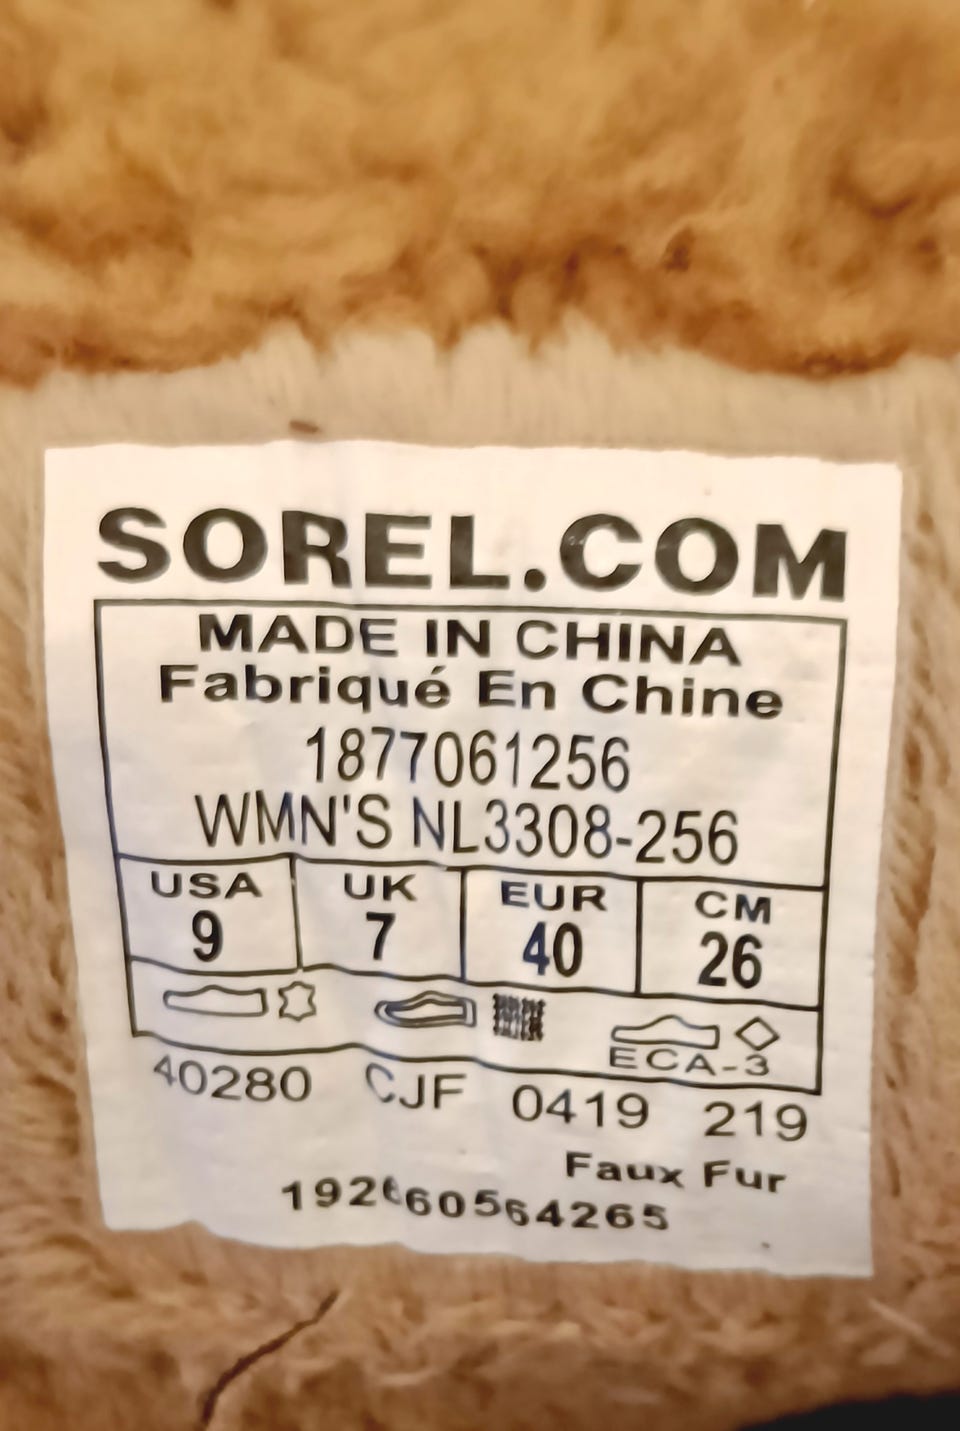 SOREL.COM
MADE IN CHINA
Fabriqué En Chine
1877061256
WMN'S NL3308-256
USA UK EUR CM
9 7 40 26
ECA-3
40280 CJF 0419 219
Faux Fur
192660564265